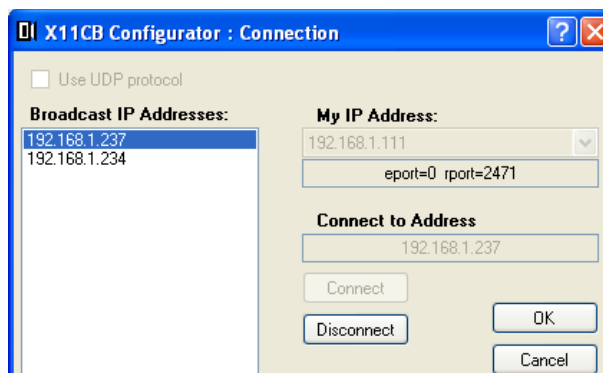 X11CB Configurator : Connection
Use UDP protocol
Broadcast IP Addresses:
192.168.1.237
192.168.1.234
My IP Address:
192.168.1.111
eport=0 rport=2471
Connect to Address
192.168.1.237
Connect
Disconnect
OK
Cancel